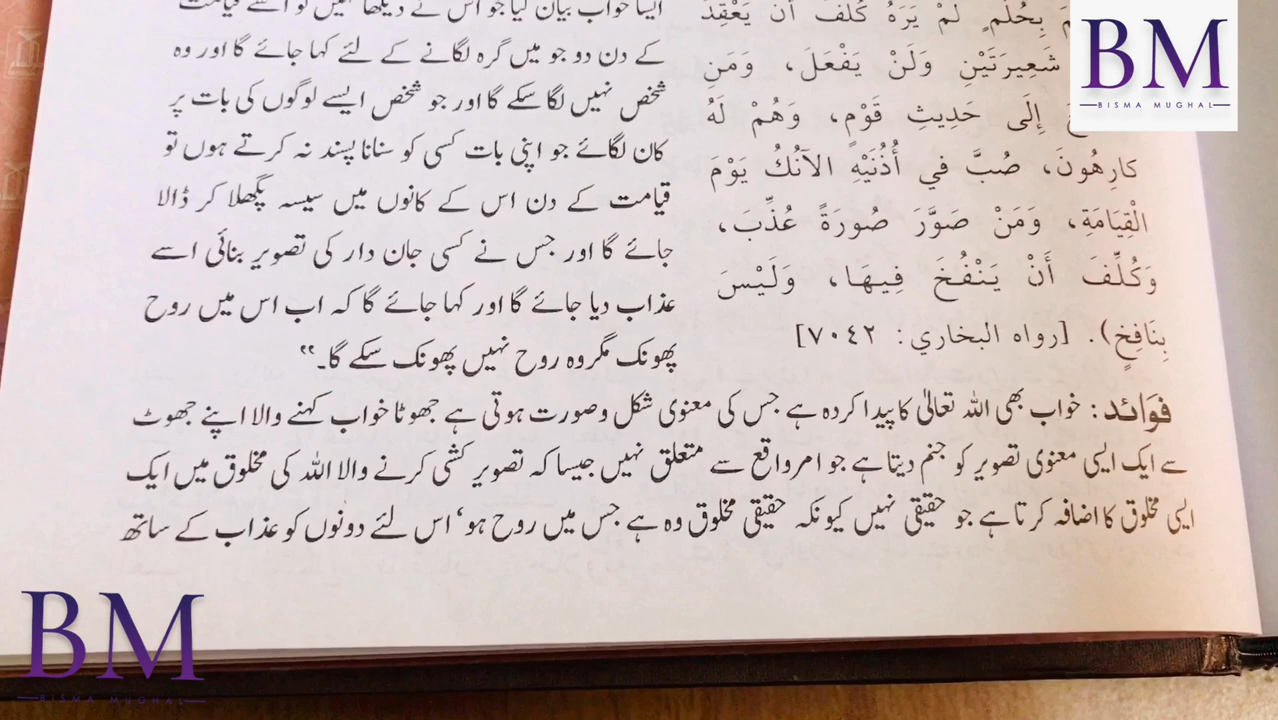 بِحُلْمٍ لَمْ يَرَهُ كُلِّفَ أَنْ يَعْقِدَ
شَعِيرَتَيْنِ وَلَنْ يَفْعَلَ، وَمَنِ
إِلَى حَدِيثِ قَوْمٍ، وَهُمْ لَهُ
كارِهُونَ، صُبَّ في أُذُنَيْهِ الآنُكُ يَوْمَ
الْقِيَامَةِ، وَمَنْ صَوَّرَ صُورَةً عُذِّبَ،
وَكُلِّفَ أَنْ يَنْفُخَ فِيهَا، وَلَيْسَ
بِنَافِخٍ). [رواه البخاري: ٧٠٤٢]
ایسا خواب بیان کیا جو اس نے دیکھا نہیں تو اسے قیامت
کے دن دو جو میں گرہ لگانے کے لئے کہا جائے گا اور وہ
شخص نہیں لگا سکے گا اور جو شخص ایسے لوگوں کی بات پر
کان لگائے جو اپنی بات کسی کو سنانا پسند نہ کرتے ہوں تو
قیامت کے دن اس کے کانوں میں سیسہ پگھلا کر ڈالا
جائے گا اور جس نے کسی جان دار کی تصویر بنائی اسے
عذاب دیا جائے گا اور کہا جائے گا کہ اب اس میں روح
پھونک مگر وہ روح نہیں پھونک سکے گا۔“
فوائد: خواب بھی اللہ تعالیٰ کا پیدا کردہ ہے جس کی معنوی شکل و صورت ہوتی ہے جھوٹا خواب کہنے والا اپنے جھوٹ
سے ایک ایسی معنوی تصویر کو جنم دیتا ہے جو امر واقع سے متعلق نہیں جیسا کہ تصویر کشی کرنے والا اللہ کی مخلوق میں ایک
ایسی مخلوق کا اضافہ کرتا ہے جو حقیقی نہیں کیونکہ حقیقی مخلوق وہ ہے جس میں روح ہو‘ اس لئے دونوں کو عذاب کے ساتھ
BM
BISMA MUGHAL
BM
BISMA MUGHAL